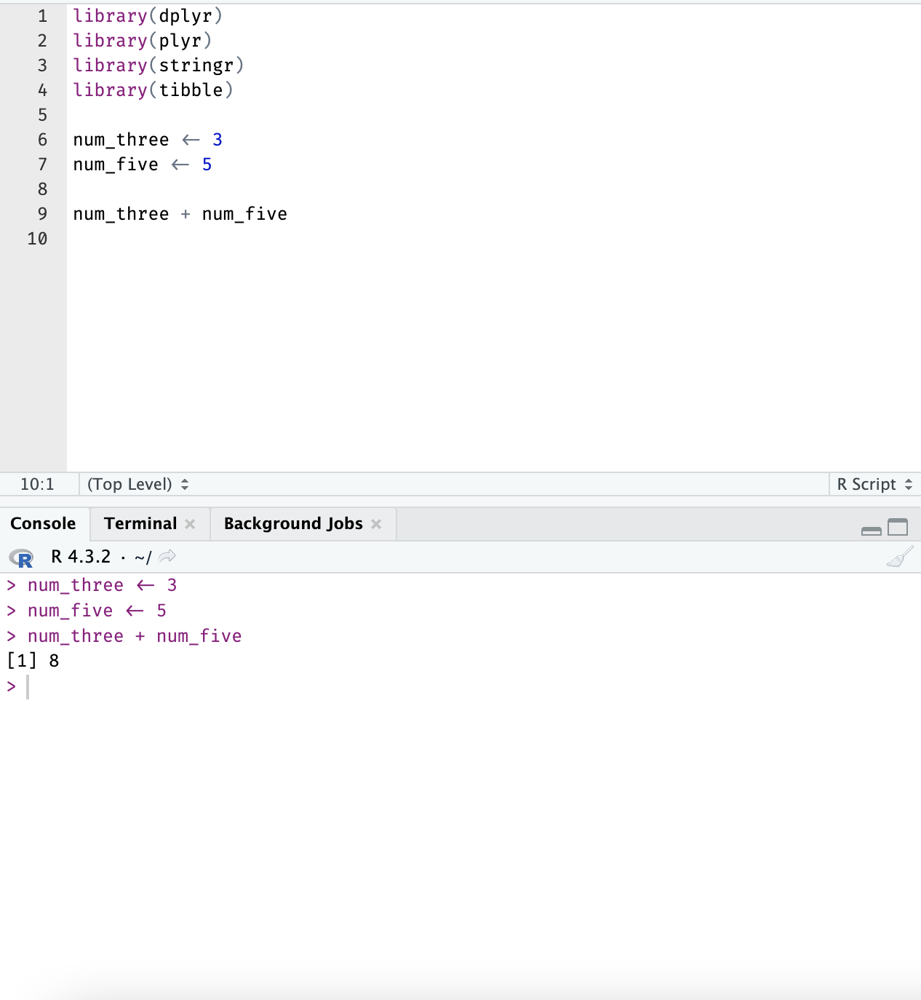 1 library(dplyr)
2 library(plyr)
3 library(stringr)
4 library(tibble)
5
6 num_three ← 3
7 num_five ← 5
8
9 num_three + num_five
10
10:1 (Top Level) R Script
Console Terminal Background Jobs
R R 4.3.2 · ~/
> num_three ← 3
> num_five ← 5
> num_three + num_five
[1] 8
>